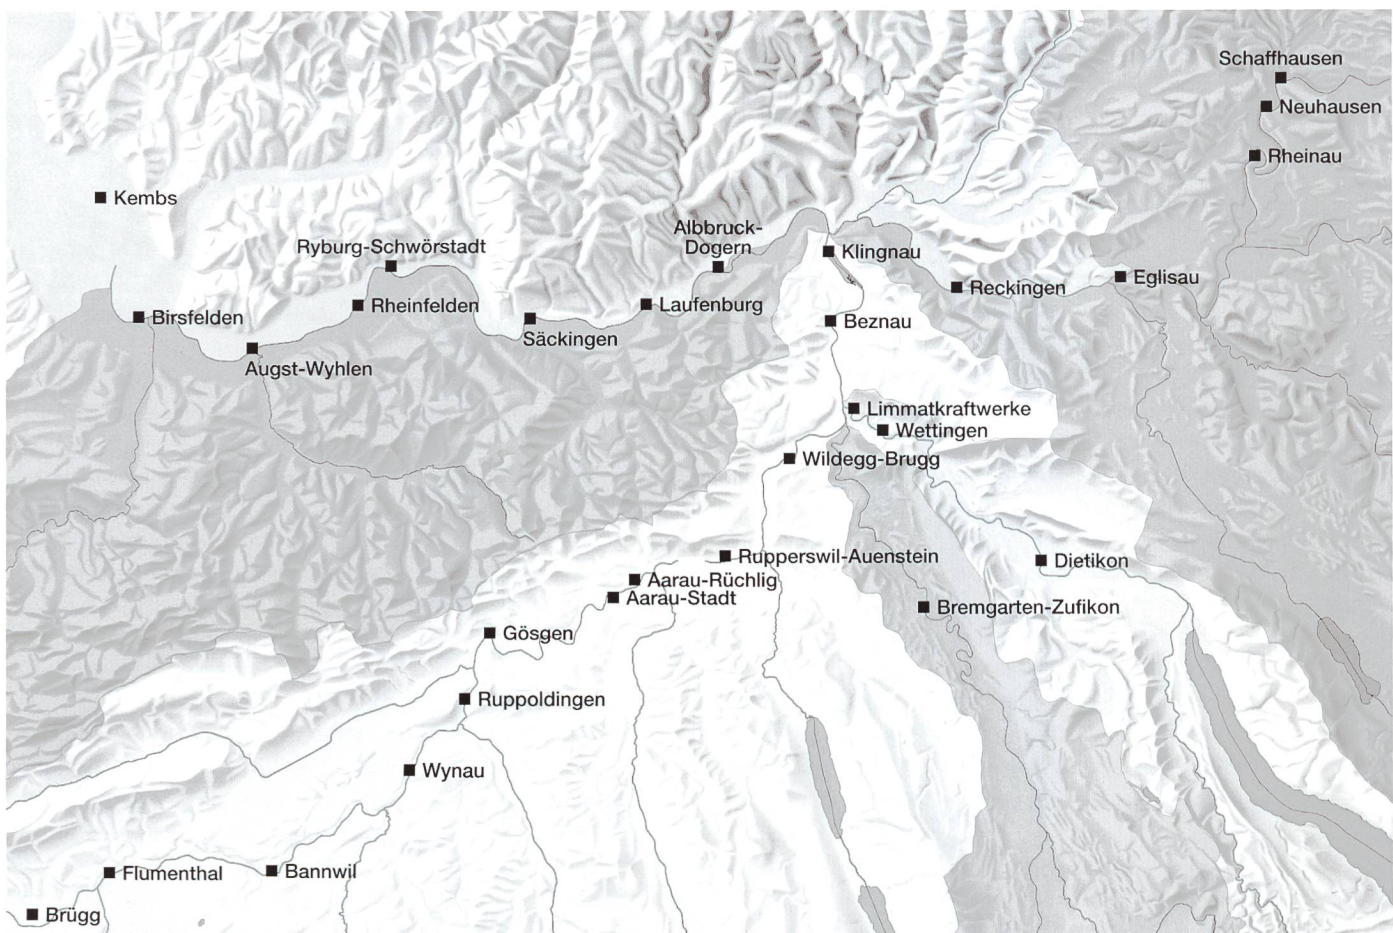 Schaffhausen
Neuhausen
Rheinau
Kembs
Albbruck-
Dogern
Ryburg-Schwörstadt
Klingnau
Eglisau
Reckingen
Rheinfelden
Laufenburg
Birsfelden
Beznau
Säckingen
Augst-Wyhlen
Limmatkraftwerke
Wettingen
Wildegg-Brugg
Rupperswil-Auenstein
Dietikon
Aarau-Rüchlig
Aarau-Stadt
Bremgarten-Zufikon
Gösgen
Ruppoldingen
Wynau
Flumenthal
Bannwil
Brügg